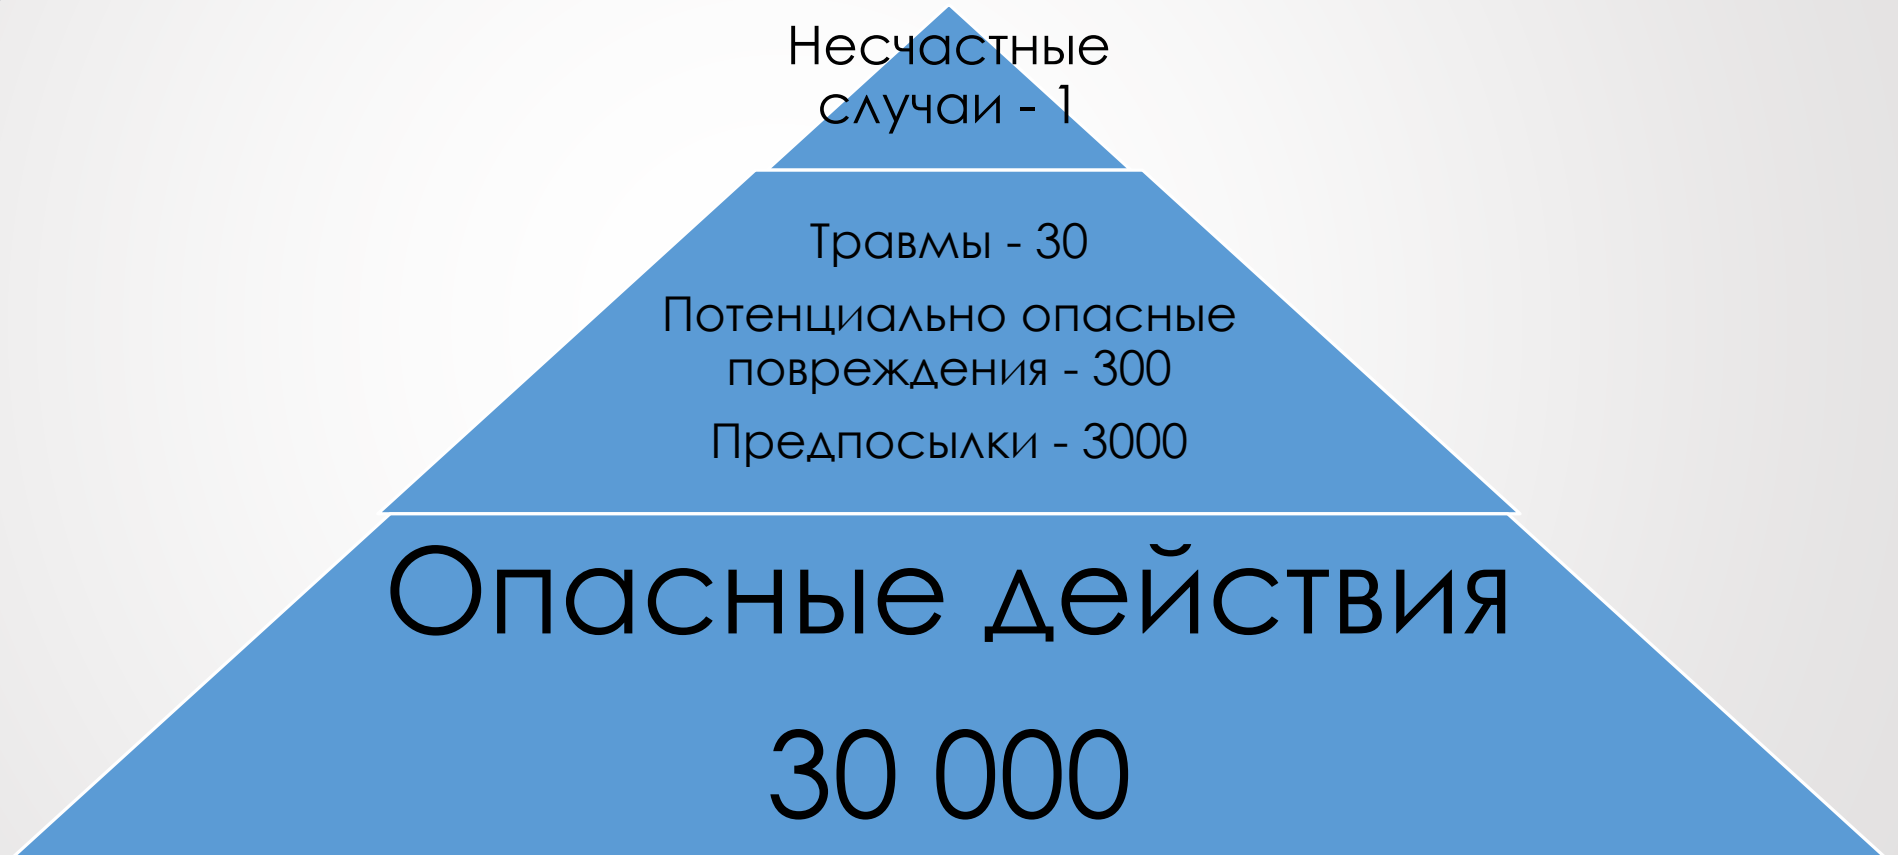 Несчастные
случаи - 1
Травмы - 30
Потенциально опасные
повреждения - 300
Предпосылки - 3000
Опасные действия
30 000